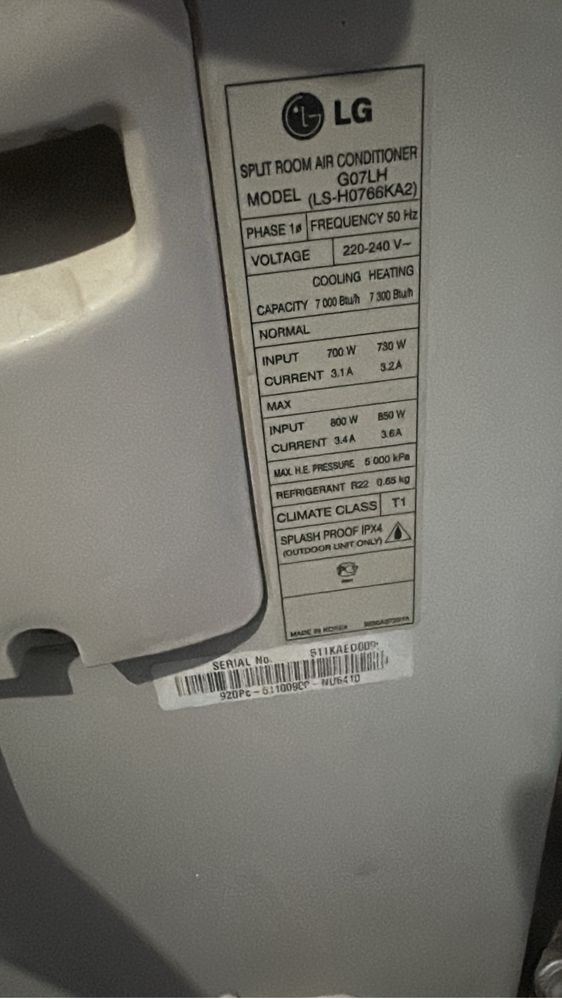 LG
SPLIT ROOM AIR CONDITIONER
MODEL G07LH
(LS-H0766KA2)
PHASE 1ø FREQUENCY 50 Hz
VOLTAGE 220-240 V~
COOLING HEATING
CAPACITY 7 000 Btu/h 7 300 Btu/h
NORMAL
INPUT 700 W 730 W
CURRENT 3.1A 3.2A
MAX
INPUT 800 W 850 W
CURRENT 3.4A 3.6A
MAX. H.E. PRESSURE 5 000 kPa
REFRIGERANT R22 0.65 kg
CLIMATE CLASS T1
SPLASH PROOF IPX4
(OUTDOOR UNIT ONLY)
MADE IN KOREA
SERIAL No.